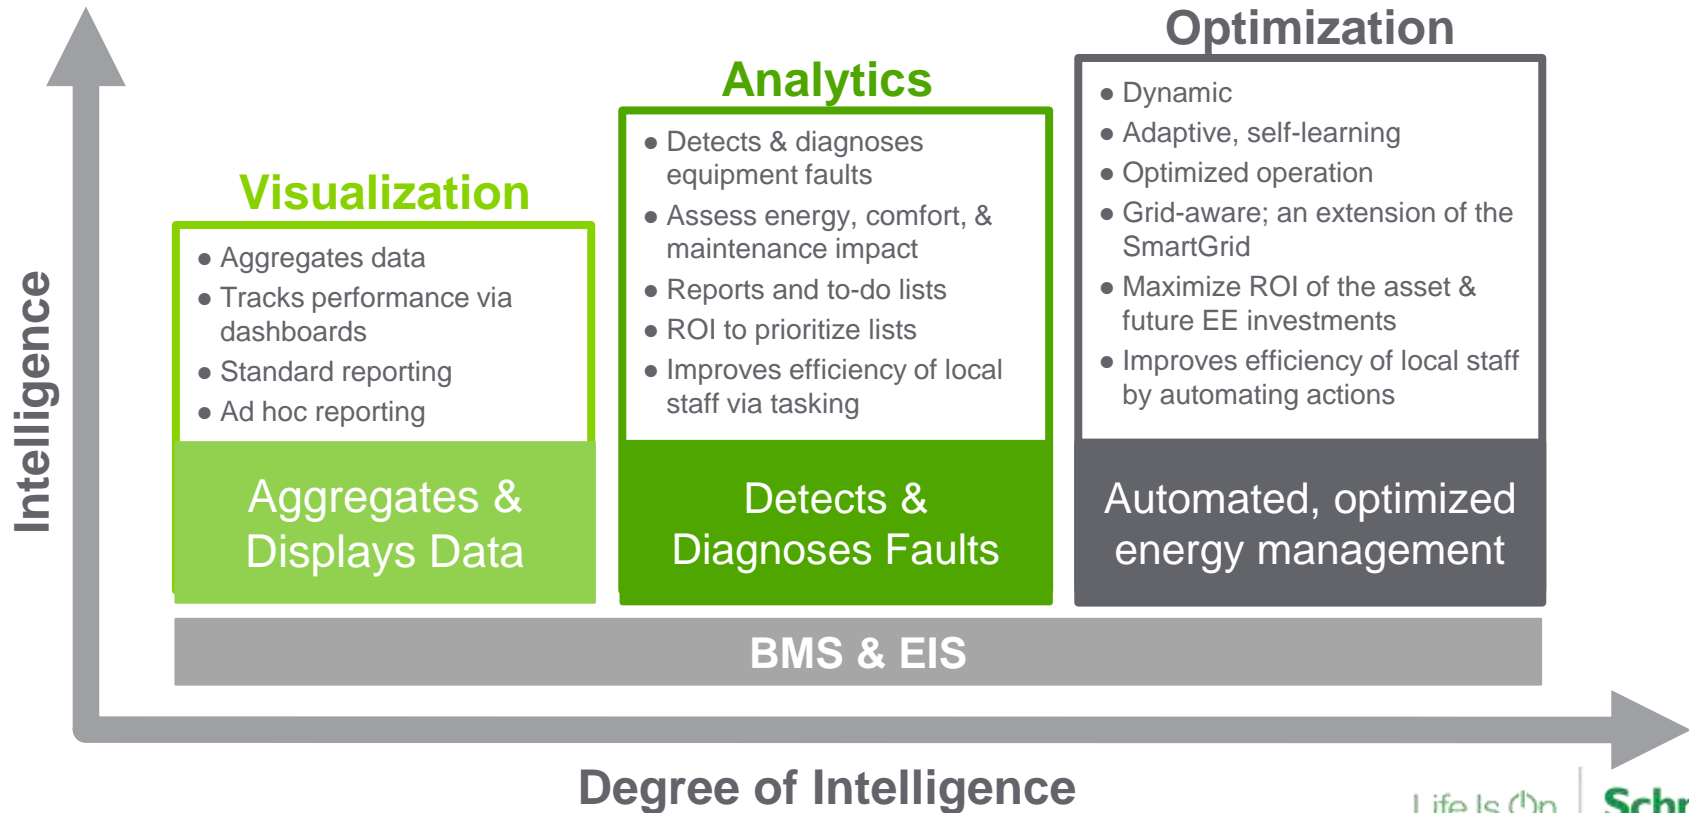 Intelligence
Visualization
● Aggregates data
● Tracks performance via
dashboards
● Standard reporting
● Ad hoc reporting
Aggregates &
Displays Data
Analytics
● Detects & diagnoses
equipment faults
● Assess energy, comfort, &
maintenance impact
● Reports and to-do lists
● ROI to prioritize lists
● Improves efficiency of local
staff via tasking
Detects &
Diagnoses Faults
Optimization
● Dynamic
● Adaptive, self-learning
● Optimized operation
● Grid-aware; an extension of the
SmartGrid
● Maximize ROI of the asset &
future EE investments
● Improves efficiency of local staff
by automating actions
Automated, optimized
energy management
BMS & EIS
Degree of Intelligence
Life Is On